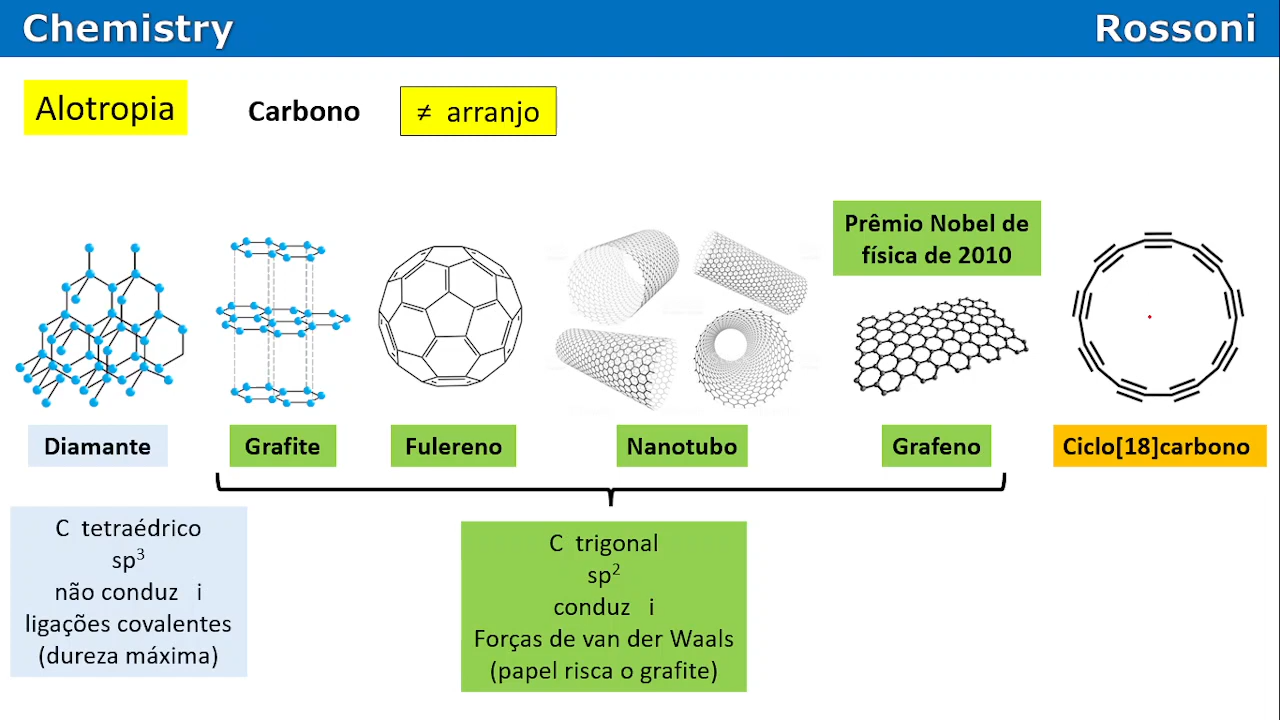 Chemistry
Rossoni
Alotropia
Carbono
≠ arranjo
Prêmio Nobel de
física de 2010
Diamante
Grafite
Fulereno
Nanotubo
Grafeno
Ciclo[18]carbono
C tetraédrico
sp³
não conduz i
ligações covalentes
(dureza máxima)
C trigonal
sp²
conduz i
Forças de van der Waals
(papel risca o grafite)